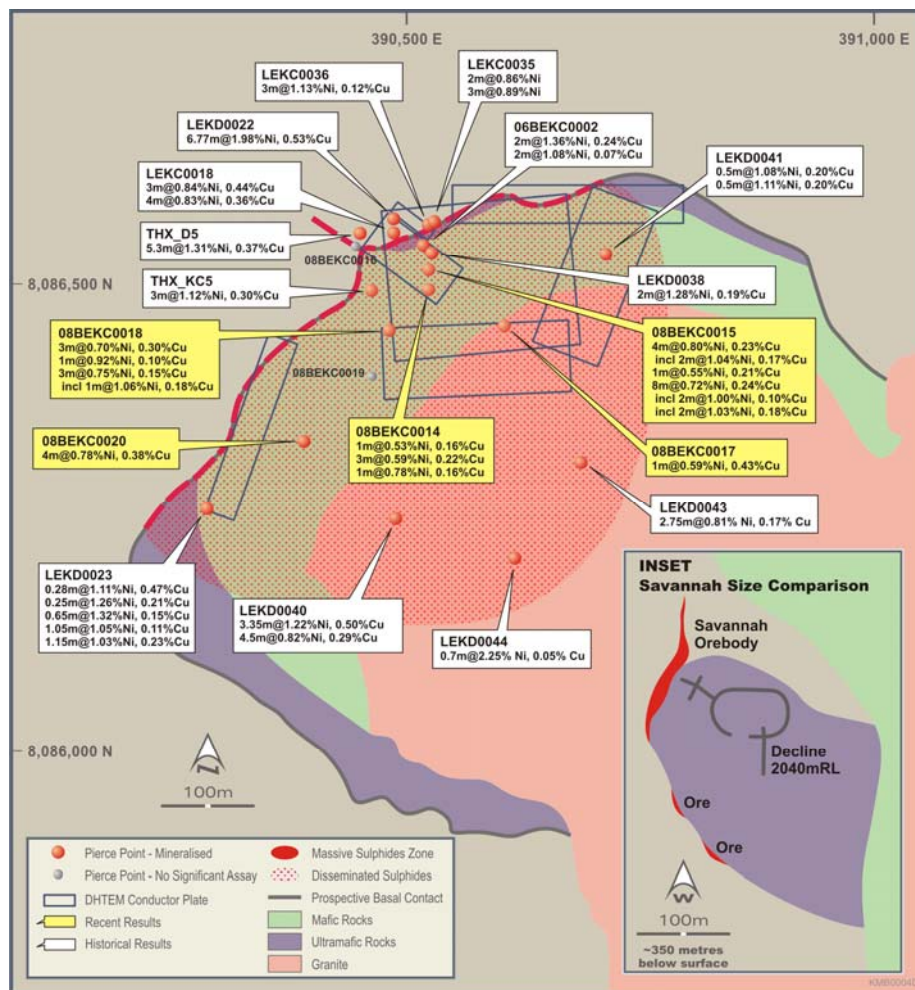 390,500 E
391,000 E
LEKC0036
3m@1.13%Ni, 0.12%Cu
LEKC0035
2m@0.86%Ni
3m@0.89%Ni
LEKD0022
6.77m@1.98%Ni, 0.53%Cu
06BEKC0002
2m@1.36%Ni, 0.24%Cu
2m@1.08%Ni, 0.07%Cu
LEKD0041
0.5m@1.08%Ni, 0.20%Cu
0.5m@1.11%Ni, 0.20%Cu
LEKC0018
3m@0.84%Ni, 0.44%Cu
4m@0.83%Ni, 0.36%Cu
THX_D5
5.3m@1.31%Ni, 0.37%Cu
08BEKC0016
8,086,500 N
THX_KC5
3m@1.12%Ni, 0.30%Cu
LEKD0038
2m@1.28%Ni, 0.19%Cu
08BEKC0018
3m@0.70%Ni, 0.30%Cu
1m@0.92%Ni, 0.10%Cu
3m@0.75%Ni, 0.15%Cu
incl 1m@1.06%Ni, 0.18%Cu
08BEKC0015
4m@0.80%Ni, 0.23%Cu
incl 2m@1.04%Ni, 0.17%Cu
1m@0.55%Ni, 0.21%Cu
8m@0.72%Ni, 0.24%Cu
incl 2m@1.00%Ni, 0.10%Cu
incl 2m@1.03%Ni, 0.18%Cu
08BEKC0019
08BEKC0020
4m@0.78%Ni, 0.38%Cu
08BEKC0014
1m@0.53%Ni, 0.16%Cu
3m@0.59%Ni, 0.22%Cu
1m@0.78%Ni, 0.16%Cu
08BEKC0017
1m@0.59%Ni, 0.43%Cu
LEKD0043
2.75m@0.81% Ni, 0.17% Cu
LEKD0023
0.28m@1.11%Ni, 0.47%Cu
0.25m@1.26%Ni, 0.21%Cu
0.65m@1.32%Ni, 0.15%Cu
1.05m@1.05%Ni, 0.11%Cu
1.15m@1.03%Ni, 0.23%Cu
LEKD0040
3.35m@1.22%Ni, 0.50%Cu
4.5m@0.82%Ni, 0.29%Cu
LEKD0044
0.7m@2.25% Ni, 0.05% Cu
8,086,000 N
N
100m
100m
INSET
Savannah Size Comparison
Savannah
Orebody
Decline
2040mRL
Ore
Ore
N
100m
~350 metres
below surface
Pierce Point - Mineralised
Pierce Point - No Significant Assay
DHTEM Conductor Plate
Recent Results
Historical Results
Massive Sulphides Zone
Disseminated Sulphides
Prospective Basal Contact
Mafic Rocks
Ultramafic Rocks
Granite